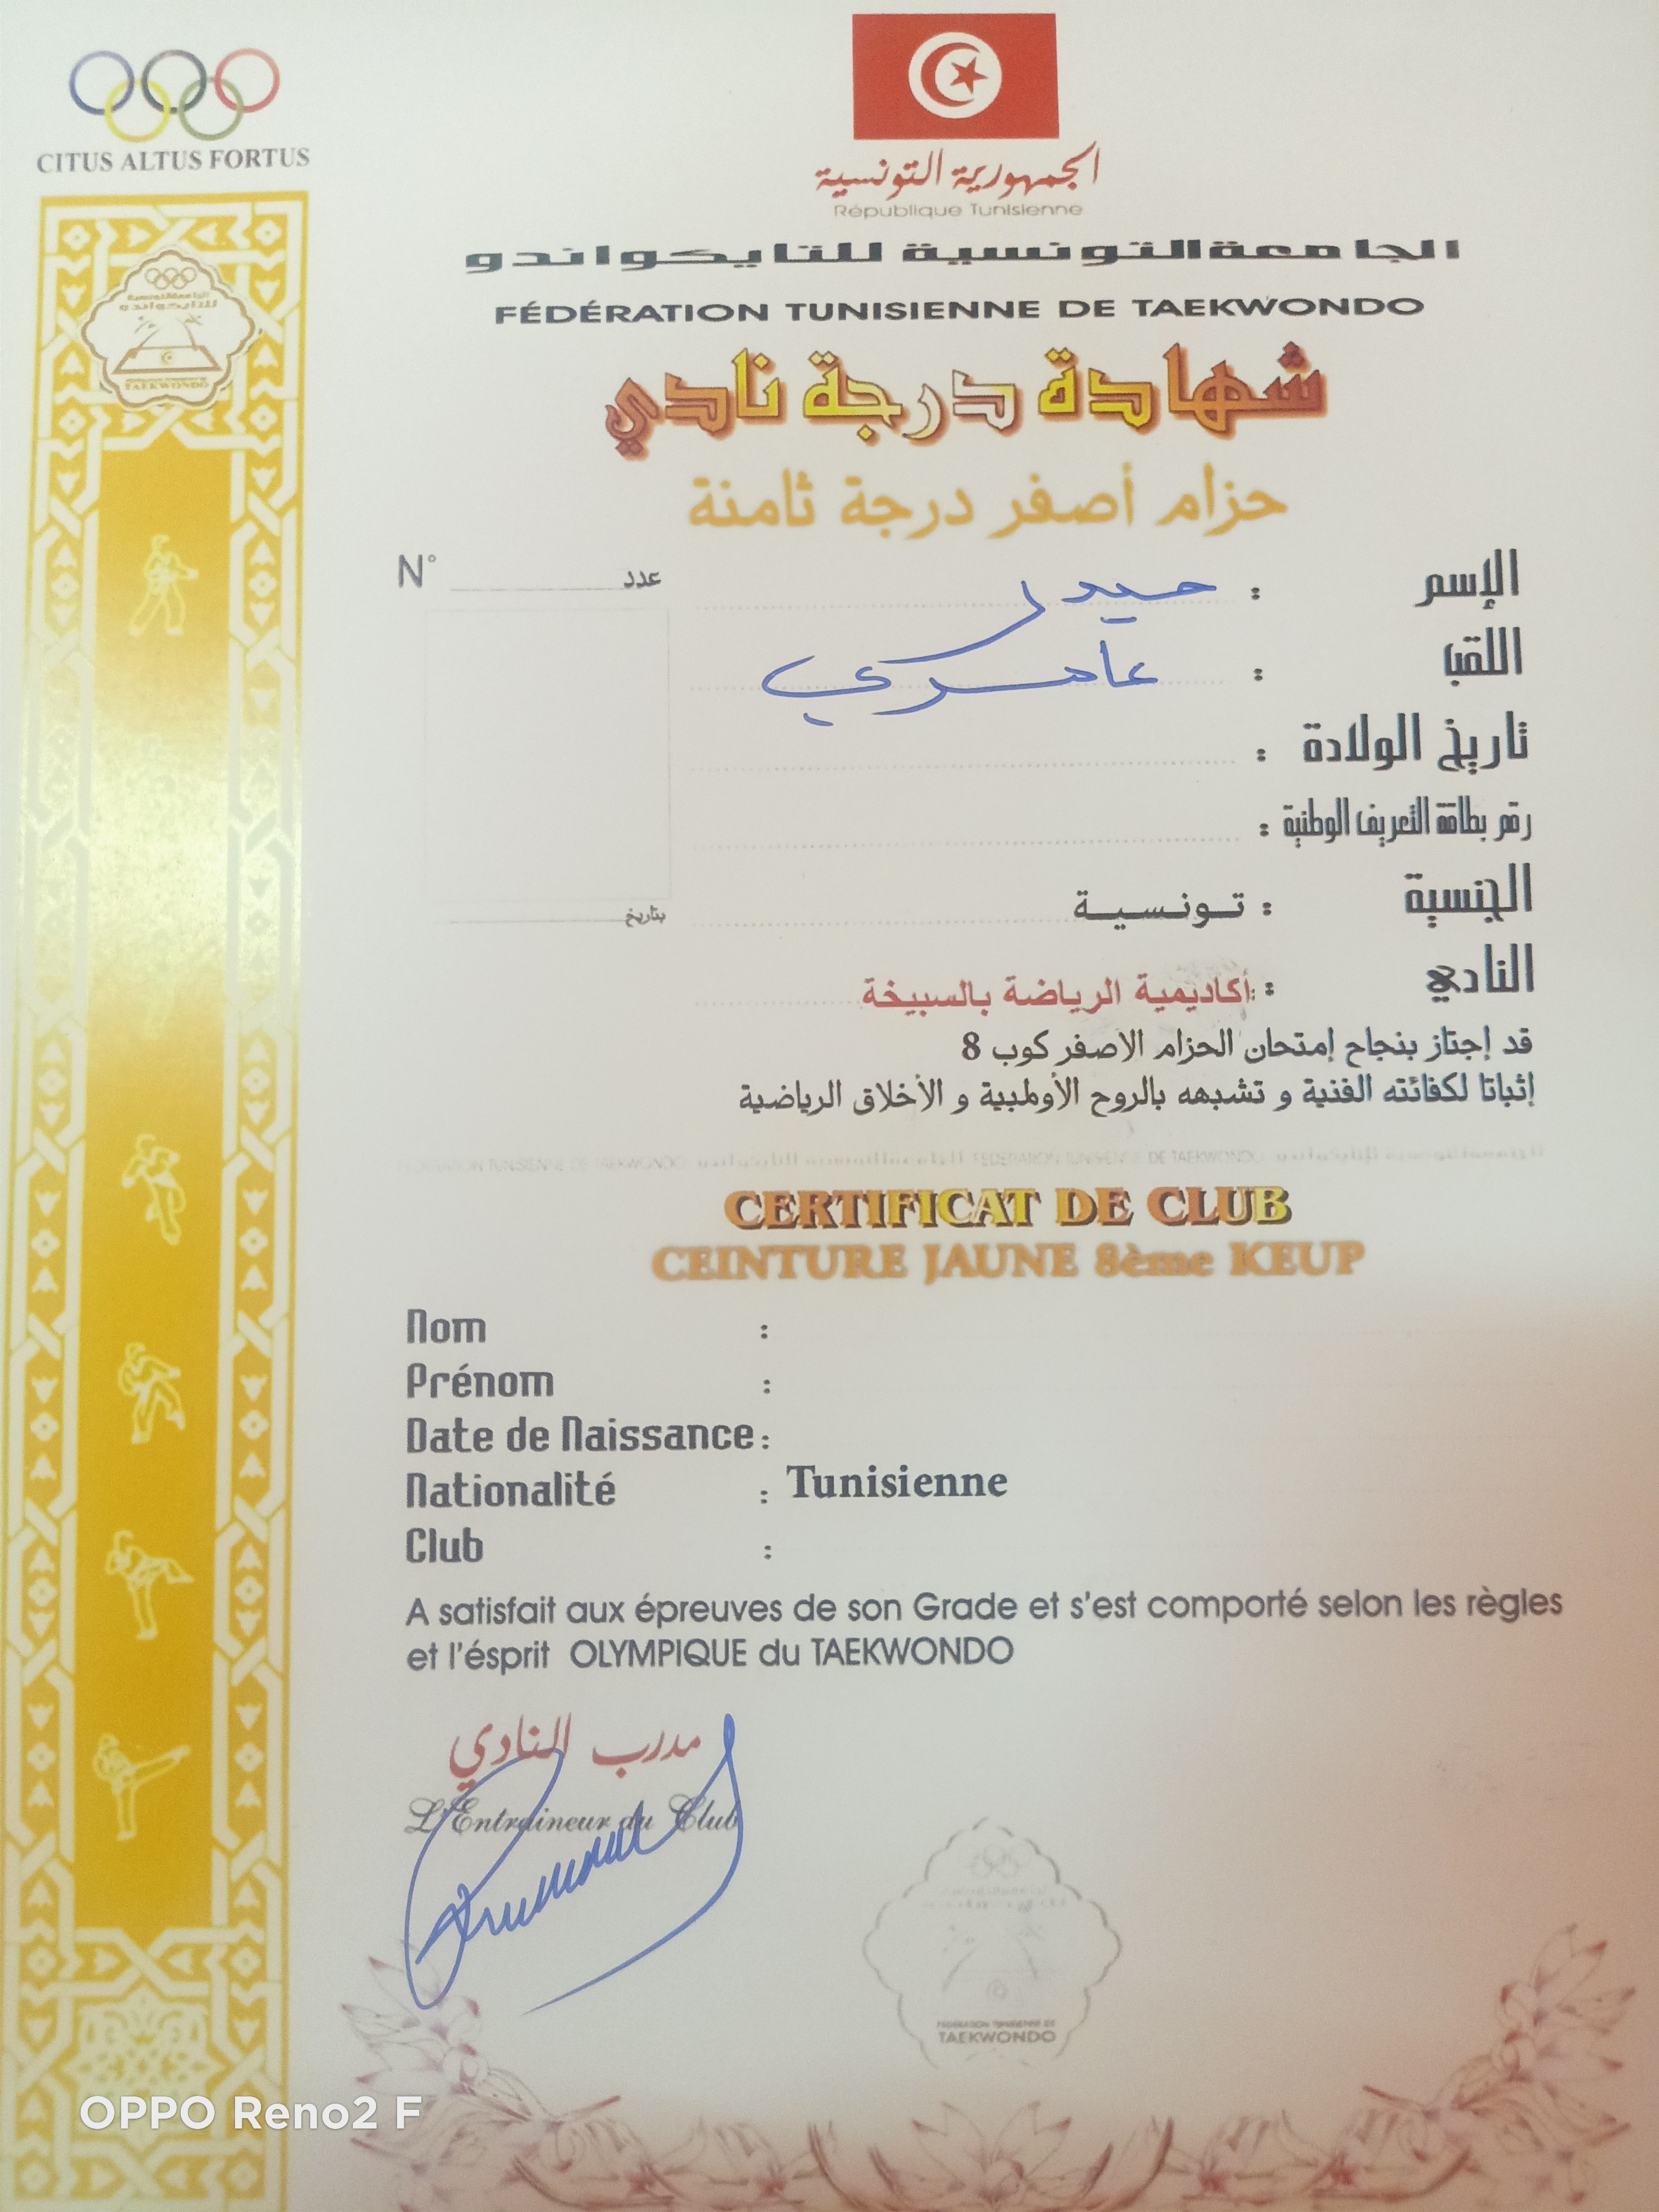 CITUS ALTUS FORTUS
الجمهورية التونسية
République Tunisienne
الجامعة التونسية للتايكواندو
FÉDÉRATION TUNISIENNE DE TAEKWONDO
شهادة درجة نادي
حزام أصفر درجة ثامنة
N° عدد
الإسم : حيدر
اللقب : عامري
تاريخ الولادة :
رقم بطاقة التعريف الوطنية :
الجنسية : تونسية
بتاريخ
النادي : أكاديمية الرياضة بالسبيخة
قد إجتاز بنجاح إمتحان الحزام الاصفر كوب 8
إثباتا لكفائته الفنية و تشبهه بالروح الأولمبية و الأخلاق الرياضية
CERTIFICAT DE CLUB
CEINTURE JAUNE 8ème KEUP
Nom :
Prénom :
Date de Naissance :
Nationalité : Tunisienne
Club :
A satisfait aux épreuves de son Grade et s'est comporté selon les règles
et l'ésprit OLYMPIQUE du TAEKWONDO
مدرب النادي
L'Entraineur du Club
FEDERATION TUNISIENNE DE
TAEKWONDO
OPPO Reno2 F